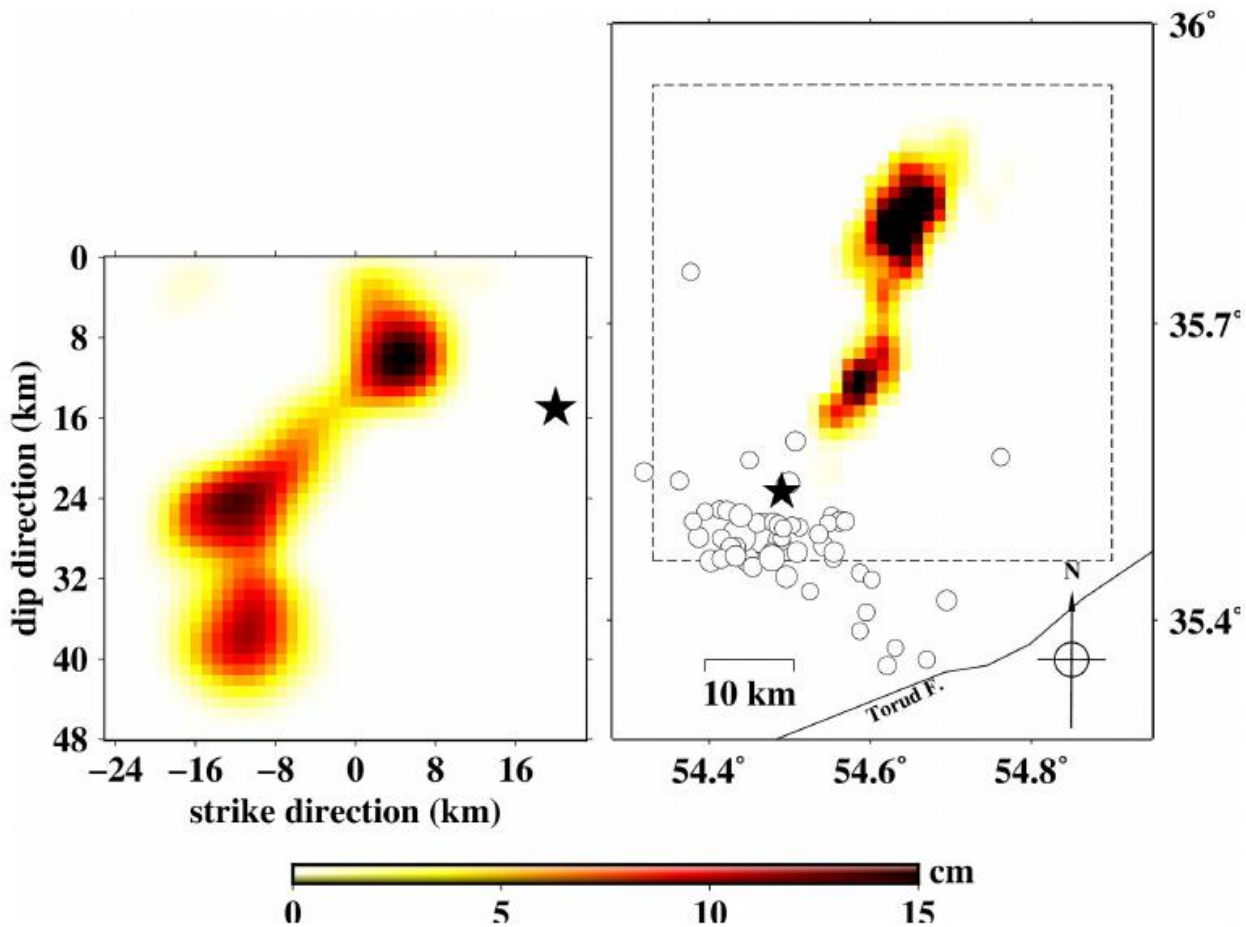 36°
0
8
16
24
32
40
48
dip direction (km)
−24 −16 −8 0 8 16
strike direction (km)
35.7°
35.4°
N
10 km
Torud F.
54.4° 54.6° 54.8°
cm
0 5 10 15